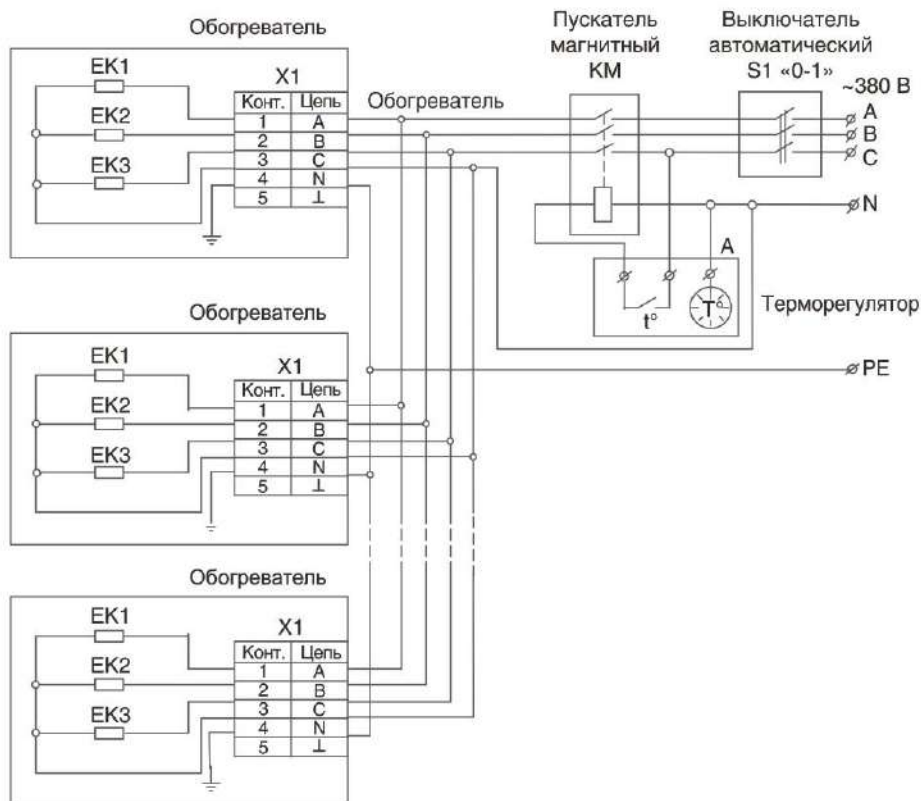 Обогреватель
EK1
EK2
EK3
X1
Конт. Цепь
1 A
2 B
3 C
4 N
5 ⊥
Обогреватель
Пускатель
магнитный
KM
Выключатель
автоматический
S1 «0-1»
~380 В
A
B
C
N
A
t°
T°
Терморегулятор
PE
Обогреватель
EK1
EK2
EK3
X1
Конт. Цепь
1 A
2 B
3 C
4 N
5 ⊥
Обогреватель
EK1
EK2
EK3
X1
Конт. Цепь
1 A
2 B
3 C
4 N
5 ⊥